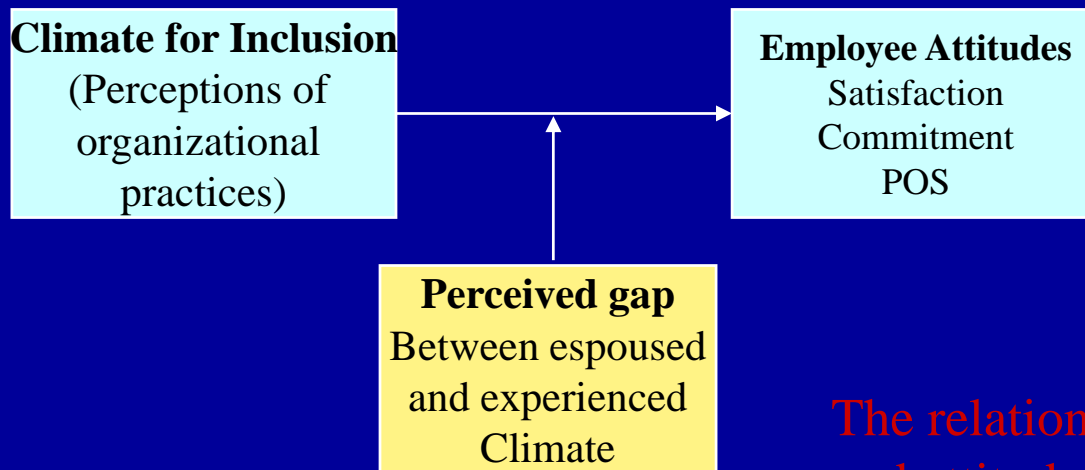 Climate for Inclusion
(Perceptions of
organizational
practices)
Employee Attitudes
Satisfaction
Commitment
POS
Perceived gap
Between espoused
and experienced
Climate
The relation